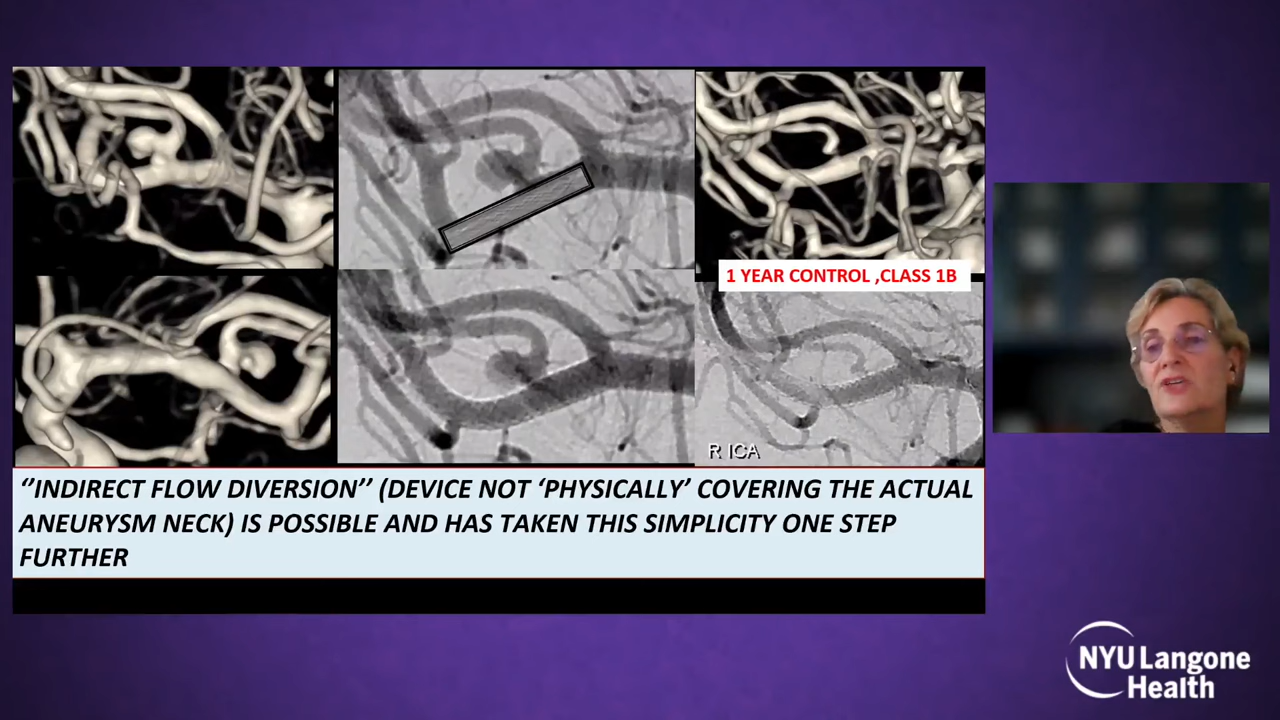 1 YEAR CONTROL ,CLASS 1B
R ICA
‘’INDIRECT FLOW DIVERSION’’ (DEVICE NOT ‘PHYSICALLY’ COVERING THE ACTUAL
ANEURYSM NECK) IS POSSIBLE AND HAS TAKEN THIS SIMPLICITY ONE STEP
FURTHER
NYU Langone
Health